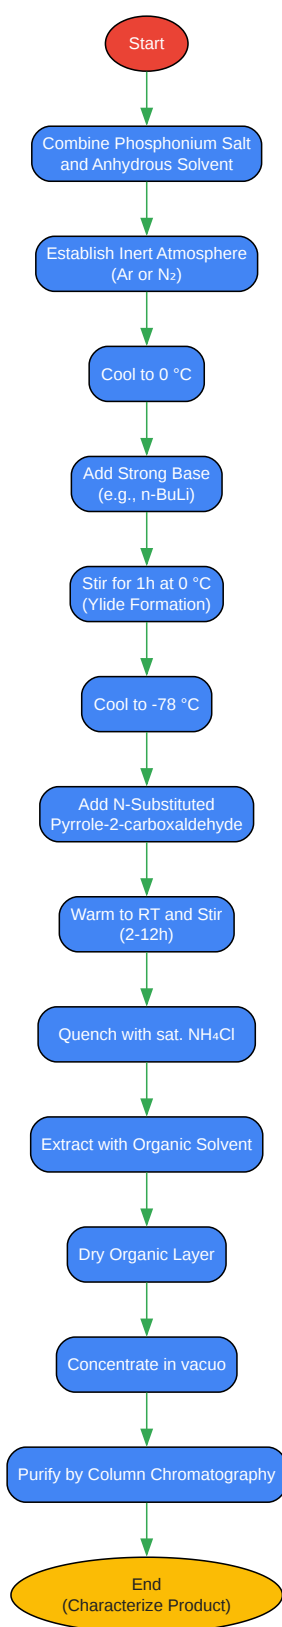 Start
Combine Phosphonium Salt
and Anhydrous Solvent
Establish Inert Atmosphere
(Ar or N₂)
Cool to 0 °C
Add Strong Base
(e.g., n-BuLi)
Stir for 1h at 0 °C
(Ylide Formation)
Cool to -78 °C
Add N-Substituted
Pyrrole-2-carboxaldehyde
Warm to RT and Stir
(2-12h)
Quench with sat. NH₄Cl
Extract with Organic Solvent
Dry Organic Layer
Concentrate in vacuo
Purify by Column Chromatography
End
(Characterize Product)